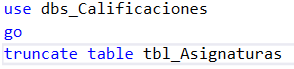 use dbs_Calificaciones
go
truncate table tbl_Asignaturas